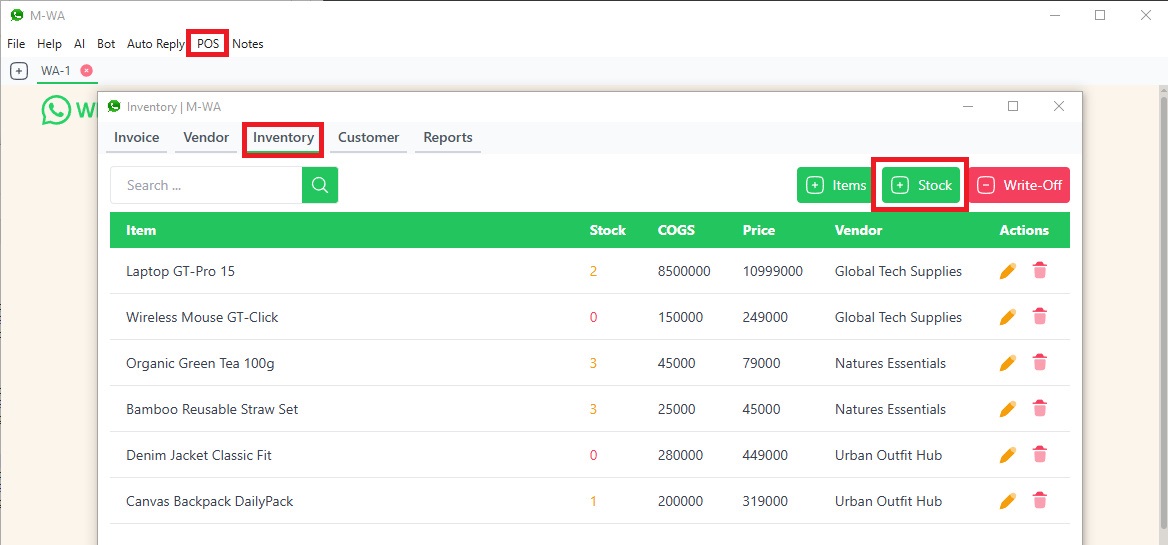 M-WA
File Help AI Bot Auto Reply POS Notes
WA-1
Inventory | M-WA
Invoice Vendor Inventory Customer Reports
Search ... Items Stock Write-Off
Item Stock COGS Price Vendor Actions
Laptop GT-Pro 15 2 8500000 10999000 Global Tech Supplies
Wireless Mouse GT-Click 0 150000 249000 Global Tech Supplies
Organic Green Tea 100g 3 45000 79000 Natures Essentials
Bamboo Reusable Straw Set 3 25000 45000 Natures Essentials
Denim Jacket Classic Fit 0 280000 449000 Urban Outfit Hub
Canvas Backpack DailyPack 1 200000 319000 Urban Outfit Hub